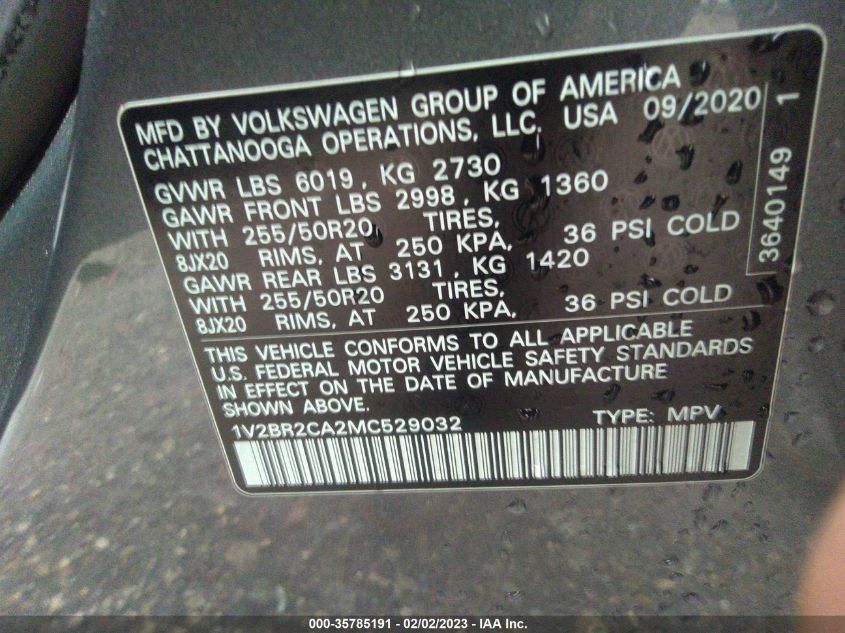 MFD BY VOLKSWAGEN GROUP OF AMERICA
CHATTANOOGA OPERATIONS, LLC. USA 09/2020
GVWR LBS 6019, KG 2730
GAWR FRONT LBS 2998, KG 1360
WITH 255/50R20 TIRES,
8JX20 RIMS, AT 250 KPA, 36 PSI COLD
GAWR REAR LBS 3131, KG 1420
WITH 255/50R20 TIRES,
8JX20 RIMS, AT 250 KPA, 36 PSI COLD
THIS VEHICLE CONFORMS TO ALL APPLICABLE
U.S. FEDERAL MOTOR VEHICLE SAFETY STANDARDS
IN EFFECT ON THE DATE OF MANUFACTURE
SHOWN ABOVE.
1V2BR2CA2MC529032 TYPE: MPV
3640149 1
000-35785191 - 02/02/2023 - IAA Inc.